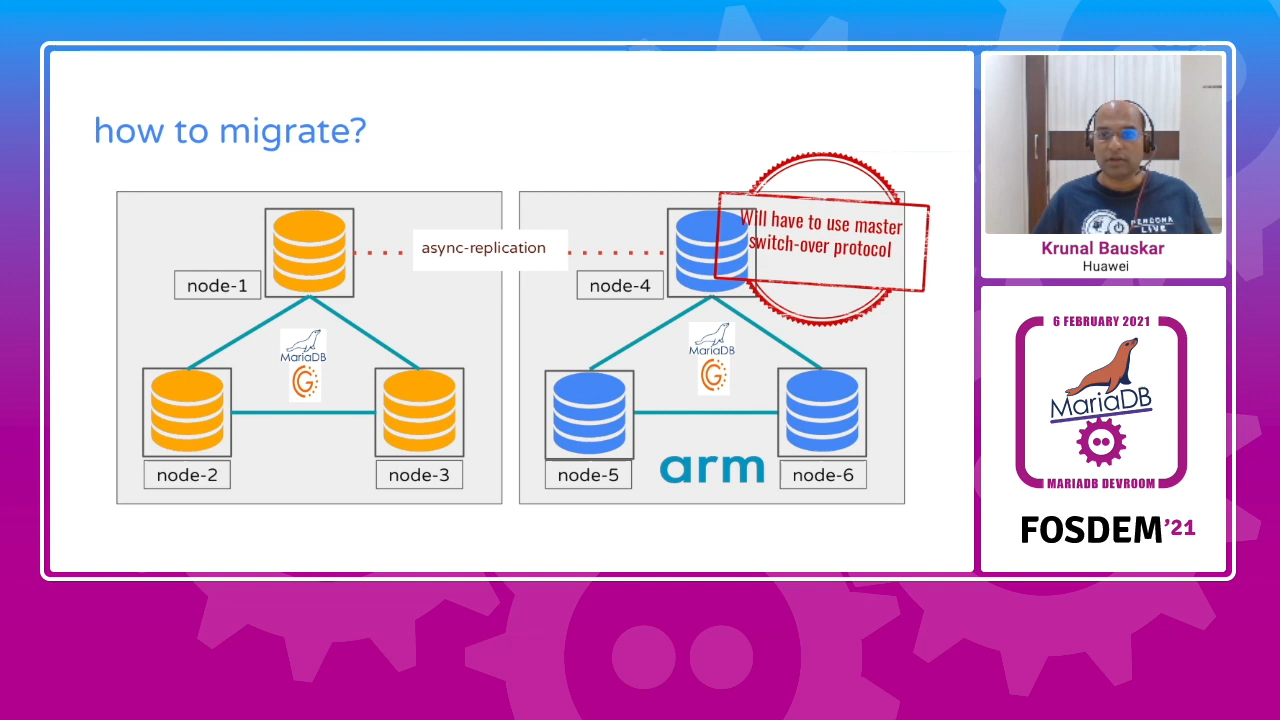 how to migrate?
async-replication
Will have to use master
switch-over protocol
node-1
node-4
MariaDB
MariaDB
node-2
node-3
node-5
arm
node-6
Krunal Bauskar
Huawei
PERCONA
LIVE
6 FEBRUARY 2021
MariaDB
MARIADB DEVROOM
FOSDEM'21